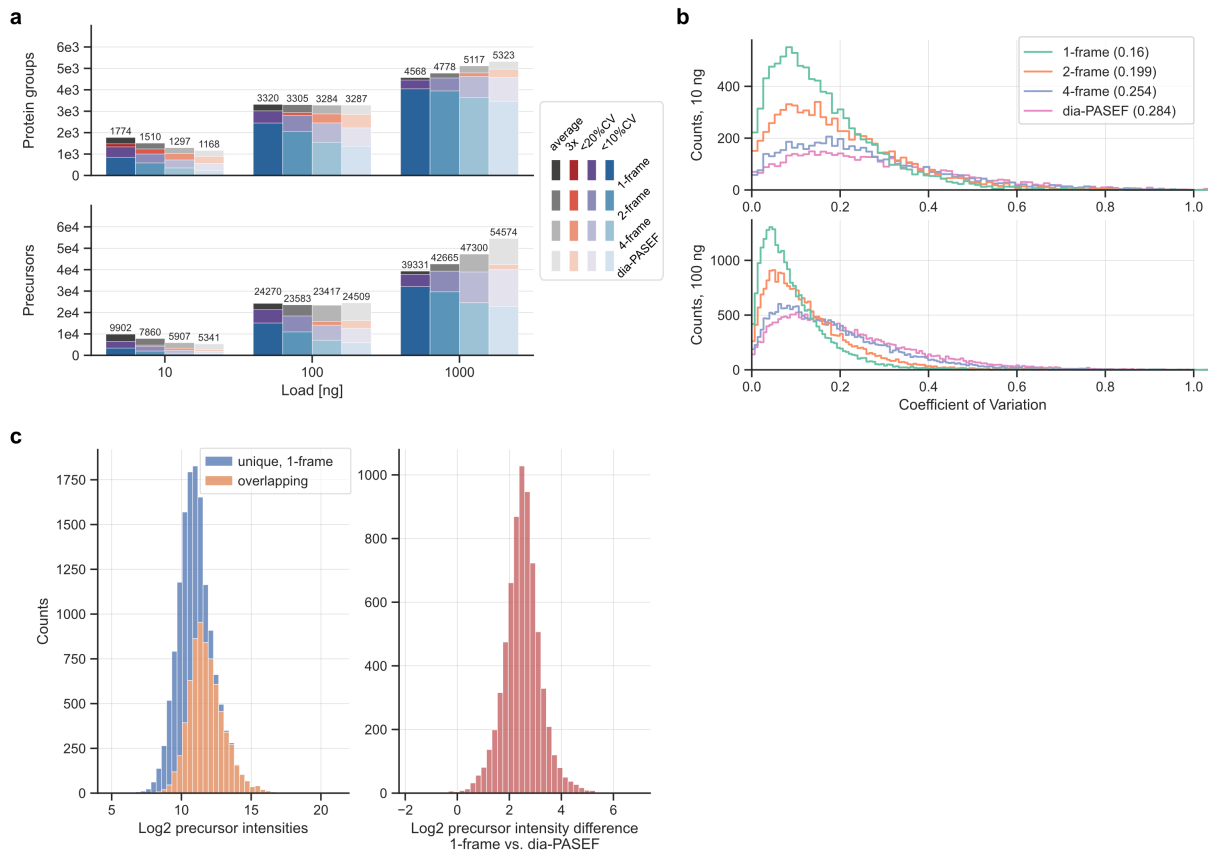 a
Protein groups
6e3
5e3
4e3
3e3
2e3
1e3
0
1774
1510
1297
1168
3320
3305
3284
3287
4568
4778
5117
5323
Precursors
6e4
5e4
4e4
3e4
2e4
1e4
0
9902
7860
5907
5341
24270
23583
23417
24509
39331
42665
47300
54574
10
100
1000
Load [ng]
average
3x
<20%CV
<10%CV
1-frame
2-frame
4-frame
dia-PASEF
b
Counts, 10 ng
400
200
0
0.0
0.2
0.4
0.6
0.8
1.0
1-frame (0.16)
2-frame (0.199)
4-frame (0.254)
dia-PASEF (0.284)
Counts, 100 ng
1000
500
0
0.0
0.2
0.4
0.6
0.8
1.0
Coefficient of Variation
c
Counts
1750
1500
1250
1000
750
500
250
0
unique, 1-frame
overlapping
5
10
15
20
Log2 precursor intensities
1000
800
600
400
200
0
−2
0
2
4
6
Log2 precursor intensity difference
1-frame vs. dia-PASEF